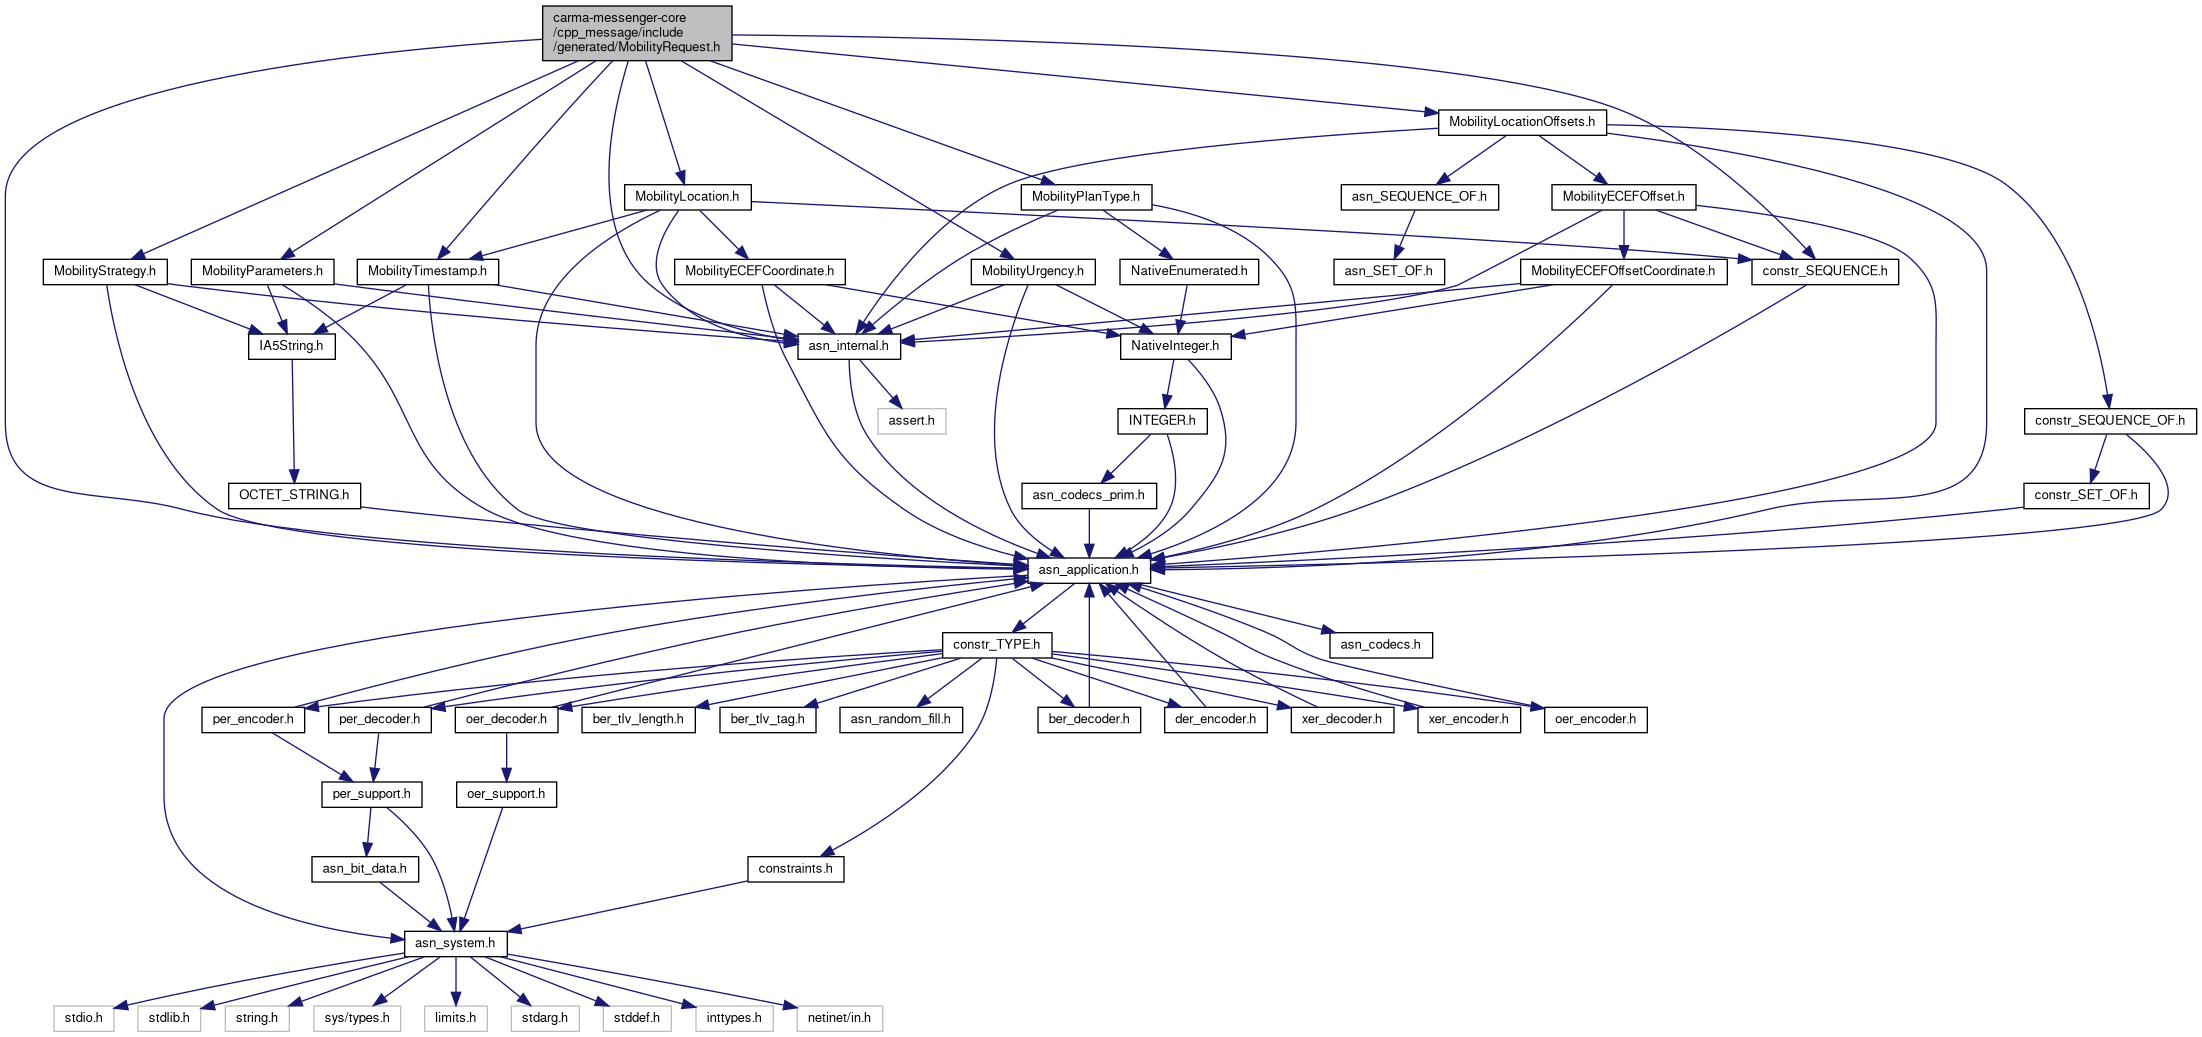 carma-messenger-core
/cpp_message/include
/generated/MobilityRequest.h
MobilityLocationOffsets.h
MobilityLocation.h
MobilityPlanType.h
asn_SEQUENCE_OF.h
MobilityECEFOffset.h
MobilityStrategy.h
MobilityParameters.h
MobilityTimestamp.h
MobilityECEFCoordinate.h
MobilityUrgency.h
NativeEnumerated.h
asn_SET_OF.h
MobilityECEFOffsetCoordinate.h
constr_SEQUENCE.h
IA5String.h
asn_internal.h
NativeInteger.h
assert.h
INTEGER.h
constr_SEQUENCE_OF.h
OCTET_STRING.h
asn_codecs_prim.h
constr_SET_OF.h
asn_application.h
constr_TYPE.h
asn_codecs.h
per_encoder.h
per_decoder.h
oer_decoder.h
ber_tlv_length.h
ber_tlv_tag.h
asn_random_fill.h
ber_decoder.h
der_encoder.h
xer_decoder.h
xer_encoder.h
oer_encoder.h
per_support.h
oer_support.h
asn_bit_data.h
constraints.h
asn_system.h
stdio.h
stdlib.h
string.h
sys/types.h
limits.h
stdarg.h
stddef.h
inttypes.h
netinet/in.h